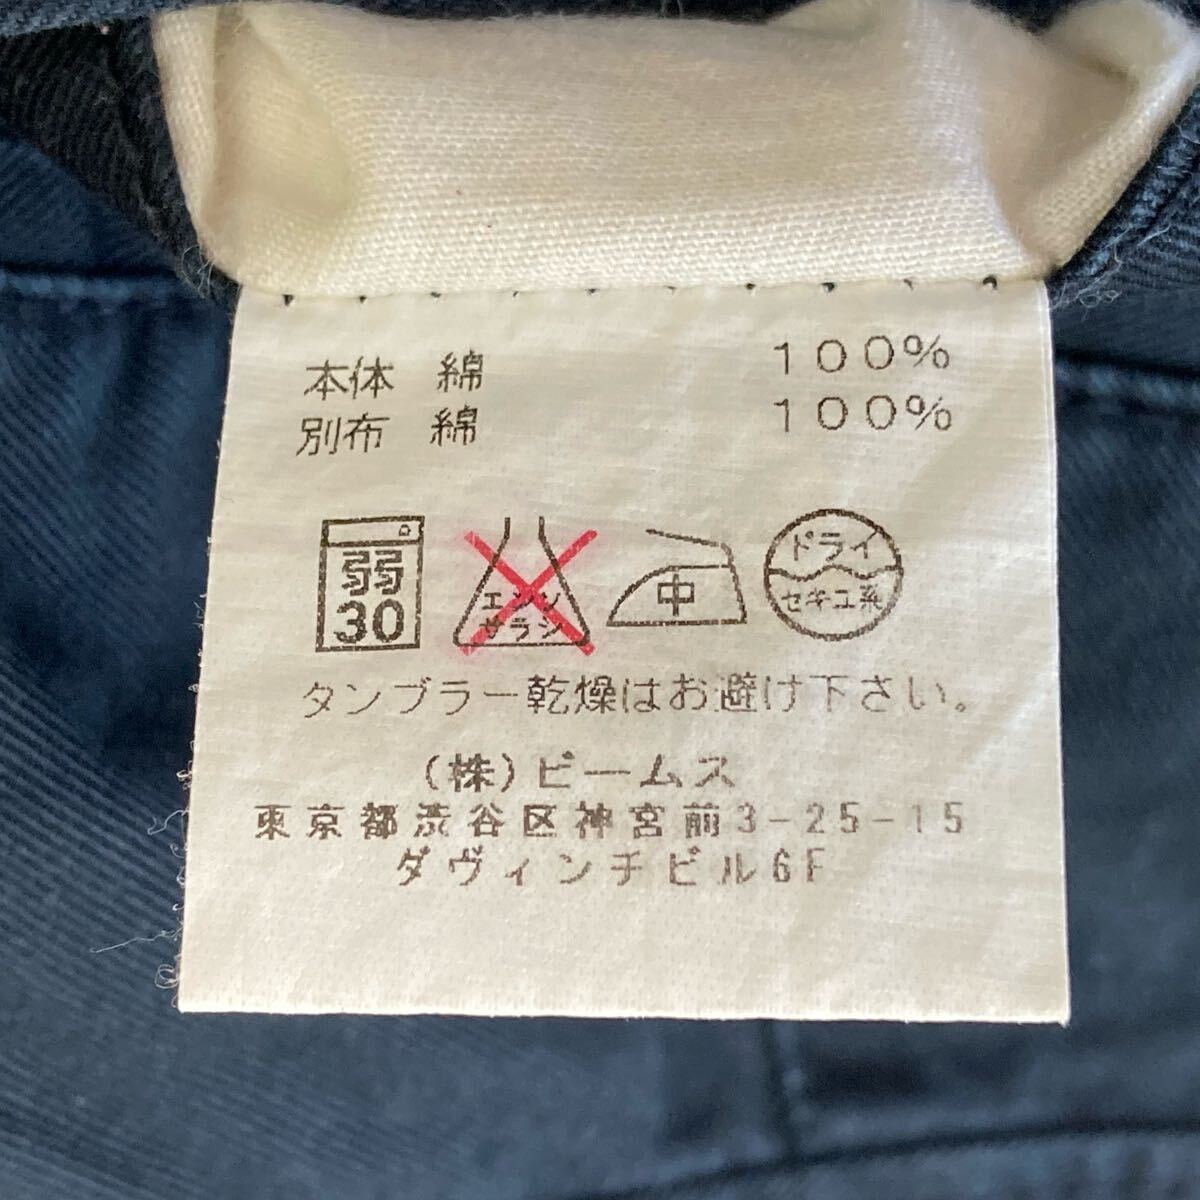 本体 綿 100%
別布 綿 100%
弱
30
エンソ
サラシ
中
ドライ
セキユ系
タンブラー乾燥はお避け下さい。
(株)ビームス
東京都渋谷区神宮前3-25-15
ダヴィンチビル6F